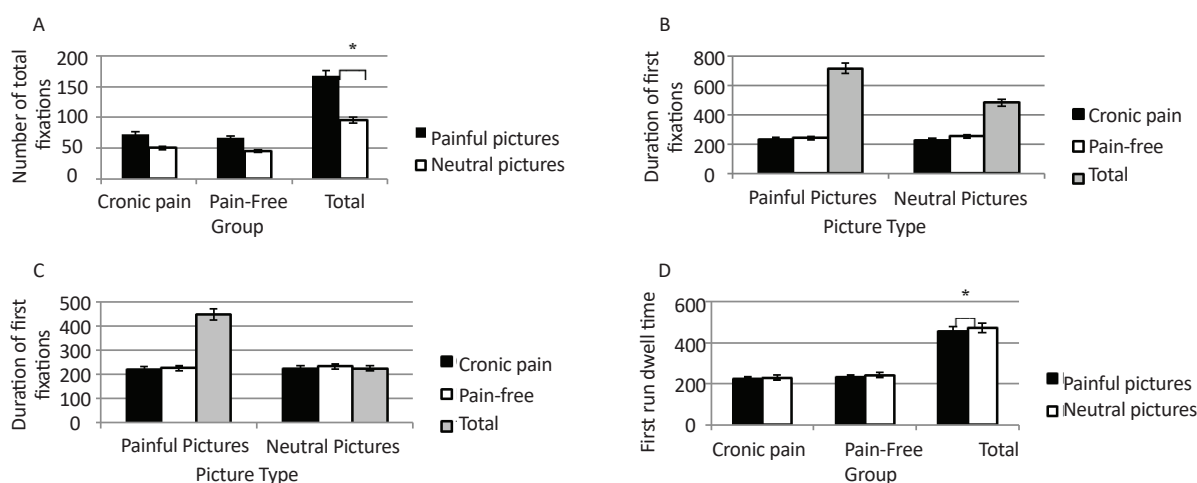 A
Number of total
fixations
200
150
100
50
0
*
Cronic pain
Pain-Free
Total
Group
Painful pictures
Neutral pictures
B
Duration of first
fixations
800
600
400
200
0
Painful Pictures
Neutral Pictures
Picture Type
Cronic pain
Pain-free
Total
C
Duration of first
fixations
500
400
300
200
100
0
Painful Pictures
Neutral Pictures
Picture Type
Cronic pain
Pain-free
Total
D
First run dwell time
600
400
200
0
*
Cronic pain
Pain-Free
Total
Group
Painful pictures
Neutral pictures